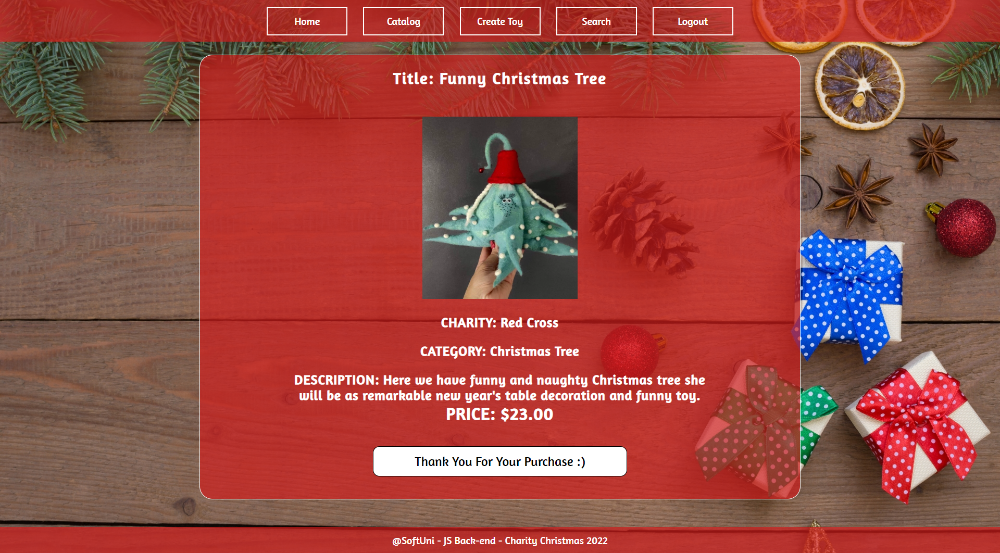 Home
Catalog
Create Toy
Search
Logout
Title: Funny Christmas Tree
CHARITY: Red Cross
CATEGORY: Christmas Tree
DESCRIPTION: Here we have funny and naughty Christmas tree she
will be as remarkable new year's table decoration and funny toy.
PRICE: $23.00
Thank You For Your Purchase :)
@SoftUni - JS Back-end - Charity Christmas 2022